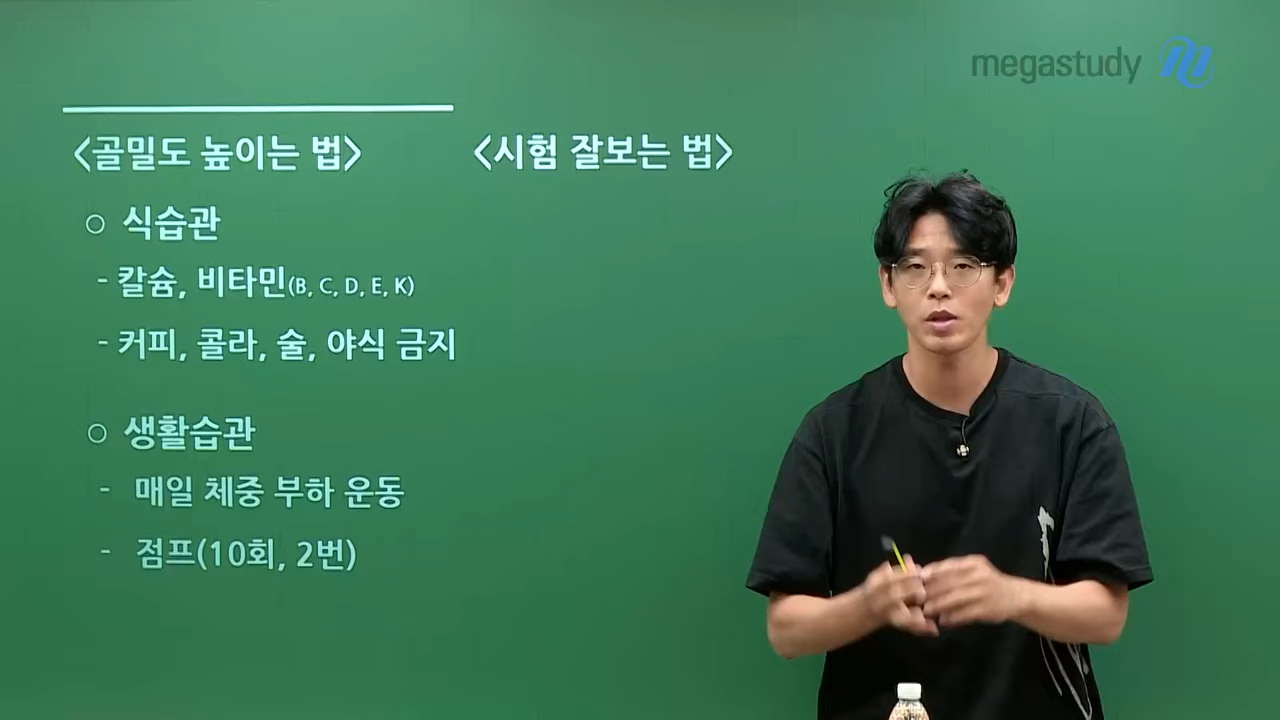 megastudy
<골밀도 높이는 법>
<시험 잘보는 법>
○ 식습관
- 칼슘, 비타민(B, C, D, E, K)
- 커피, 콜라, 술, 야식 금지
○ 생활습관
- 매일 체중 부하 운동
- 점프(10회, 2번)